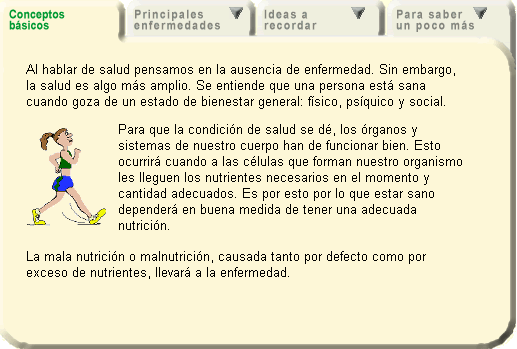 Conceptos
básicos
Principales
enfermedades
Ideas a
recordar
Para saber
un poco más
Al hablar de salud pensamos en la ausencia de enfermedad. Sin embargo,
la salud es algo más amplio. Se entiende que una persona está sana
cuando goza de un estado de bienestar general: físico, psíquico y social.
Para que la condición de salud se dé, los órganos y
sistemas de nuestro cuerpo han de funcionar bien. Esto
ocurrirá cuando a las células que forman nuestro organismo
les lleguen los nutrientes necesarios en el momento y
cantidad adecuados. Es por esto por lo que estar sano
dependerá en buena medida de tener una adecuada
nutrición.
La mala nutrición o malnutrición, causada tanto por defecto como por
exceso de nutrientes, llevará a la enfermedad.